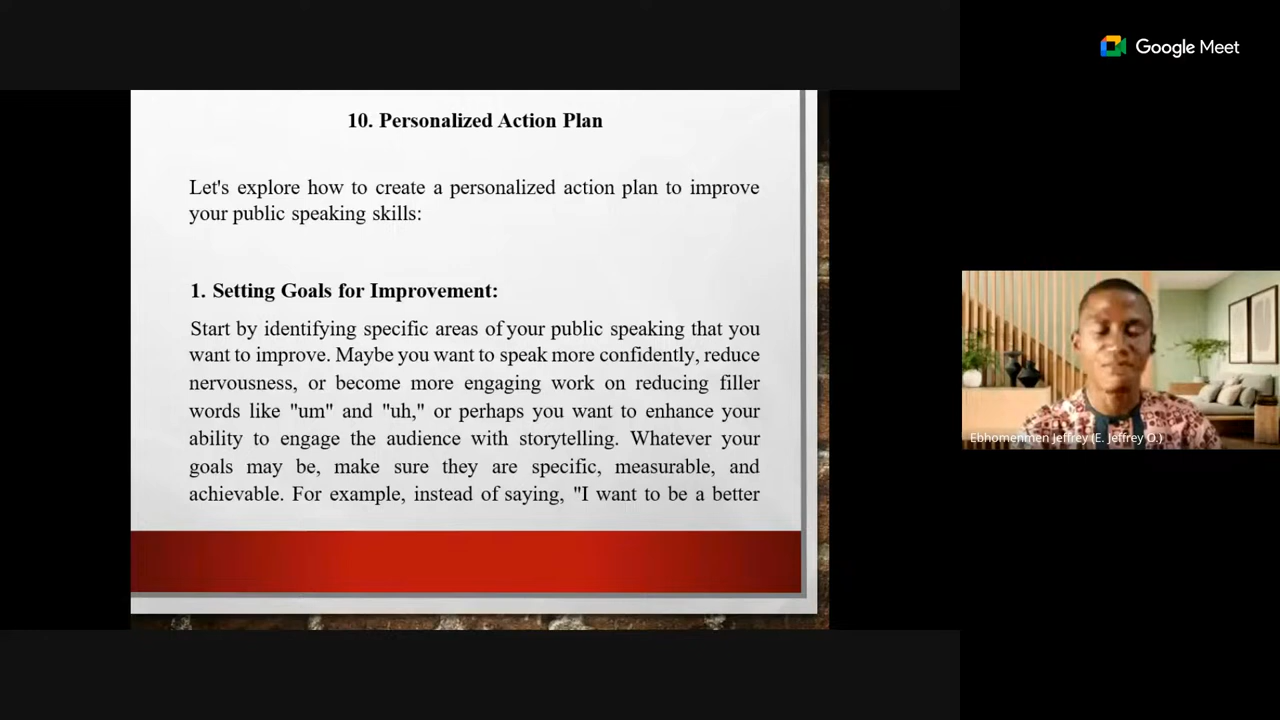 Google Meet
10. Personalized Action Plan
Let's explore how to create a personalized action plan to improve
your public speaking skills:
1. Setting Goals for Improvement:
Start by identifying specific areas of your public speaking that you
want to improve. Maybe you want to speak more confidently, reduce
nervousness, or become more engaging work on reducing filler
words like "um" and "uh," or perhaps you want to enhance your
ability to engage the audience with storytelling. Whatever your
goals may be, make sure they are specific, measurable, and
achievable. For example, instead of saying, "I want to be a better
Ebhomenmen Jeffrey (E. Jeffrey O.)